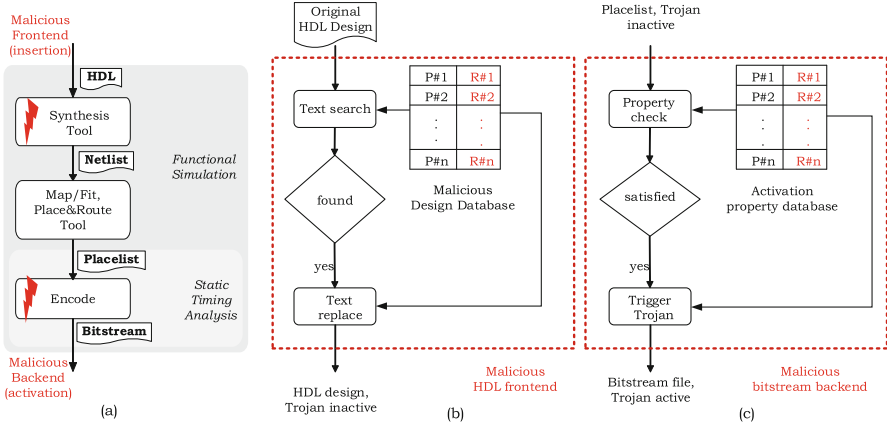 Malicious
Frontend
(insertion)
HDL
Synthesis
Tool
Netlist
Functional
Simulation
Map/Fit,
Place&Route
Tool
Placelist
Encode
Static
Timing
Analysis
Bitstream
Malicious
Backend
(activation)
(a)
Original
HDL Design
P#1 R#1
P#2 R#2
. .
. .
. .
P#n R#n
Text search
Malicious
Design Database
found
yes
Text
replace
Malicious
HDL frontend
HDL design,
Trojan inactive
(b)
Placelist, Trojan
inactive
P#1 R#1
P#2 R#2
. .
. .
. .
P#n R#n
Property
check
Activation
property database
satisfied
yes
Trigger
Trojan
Malicious
bitstream backend
Bitstream file,
Trojan active
(c)